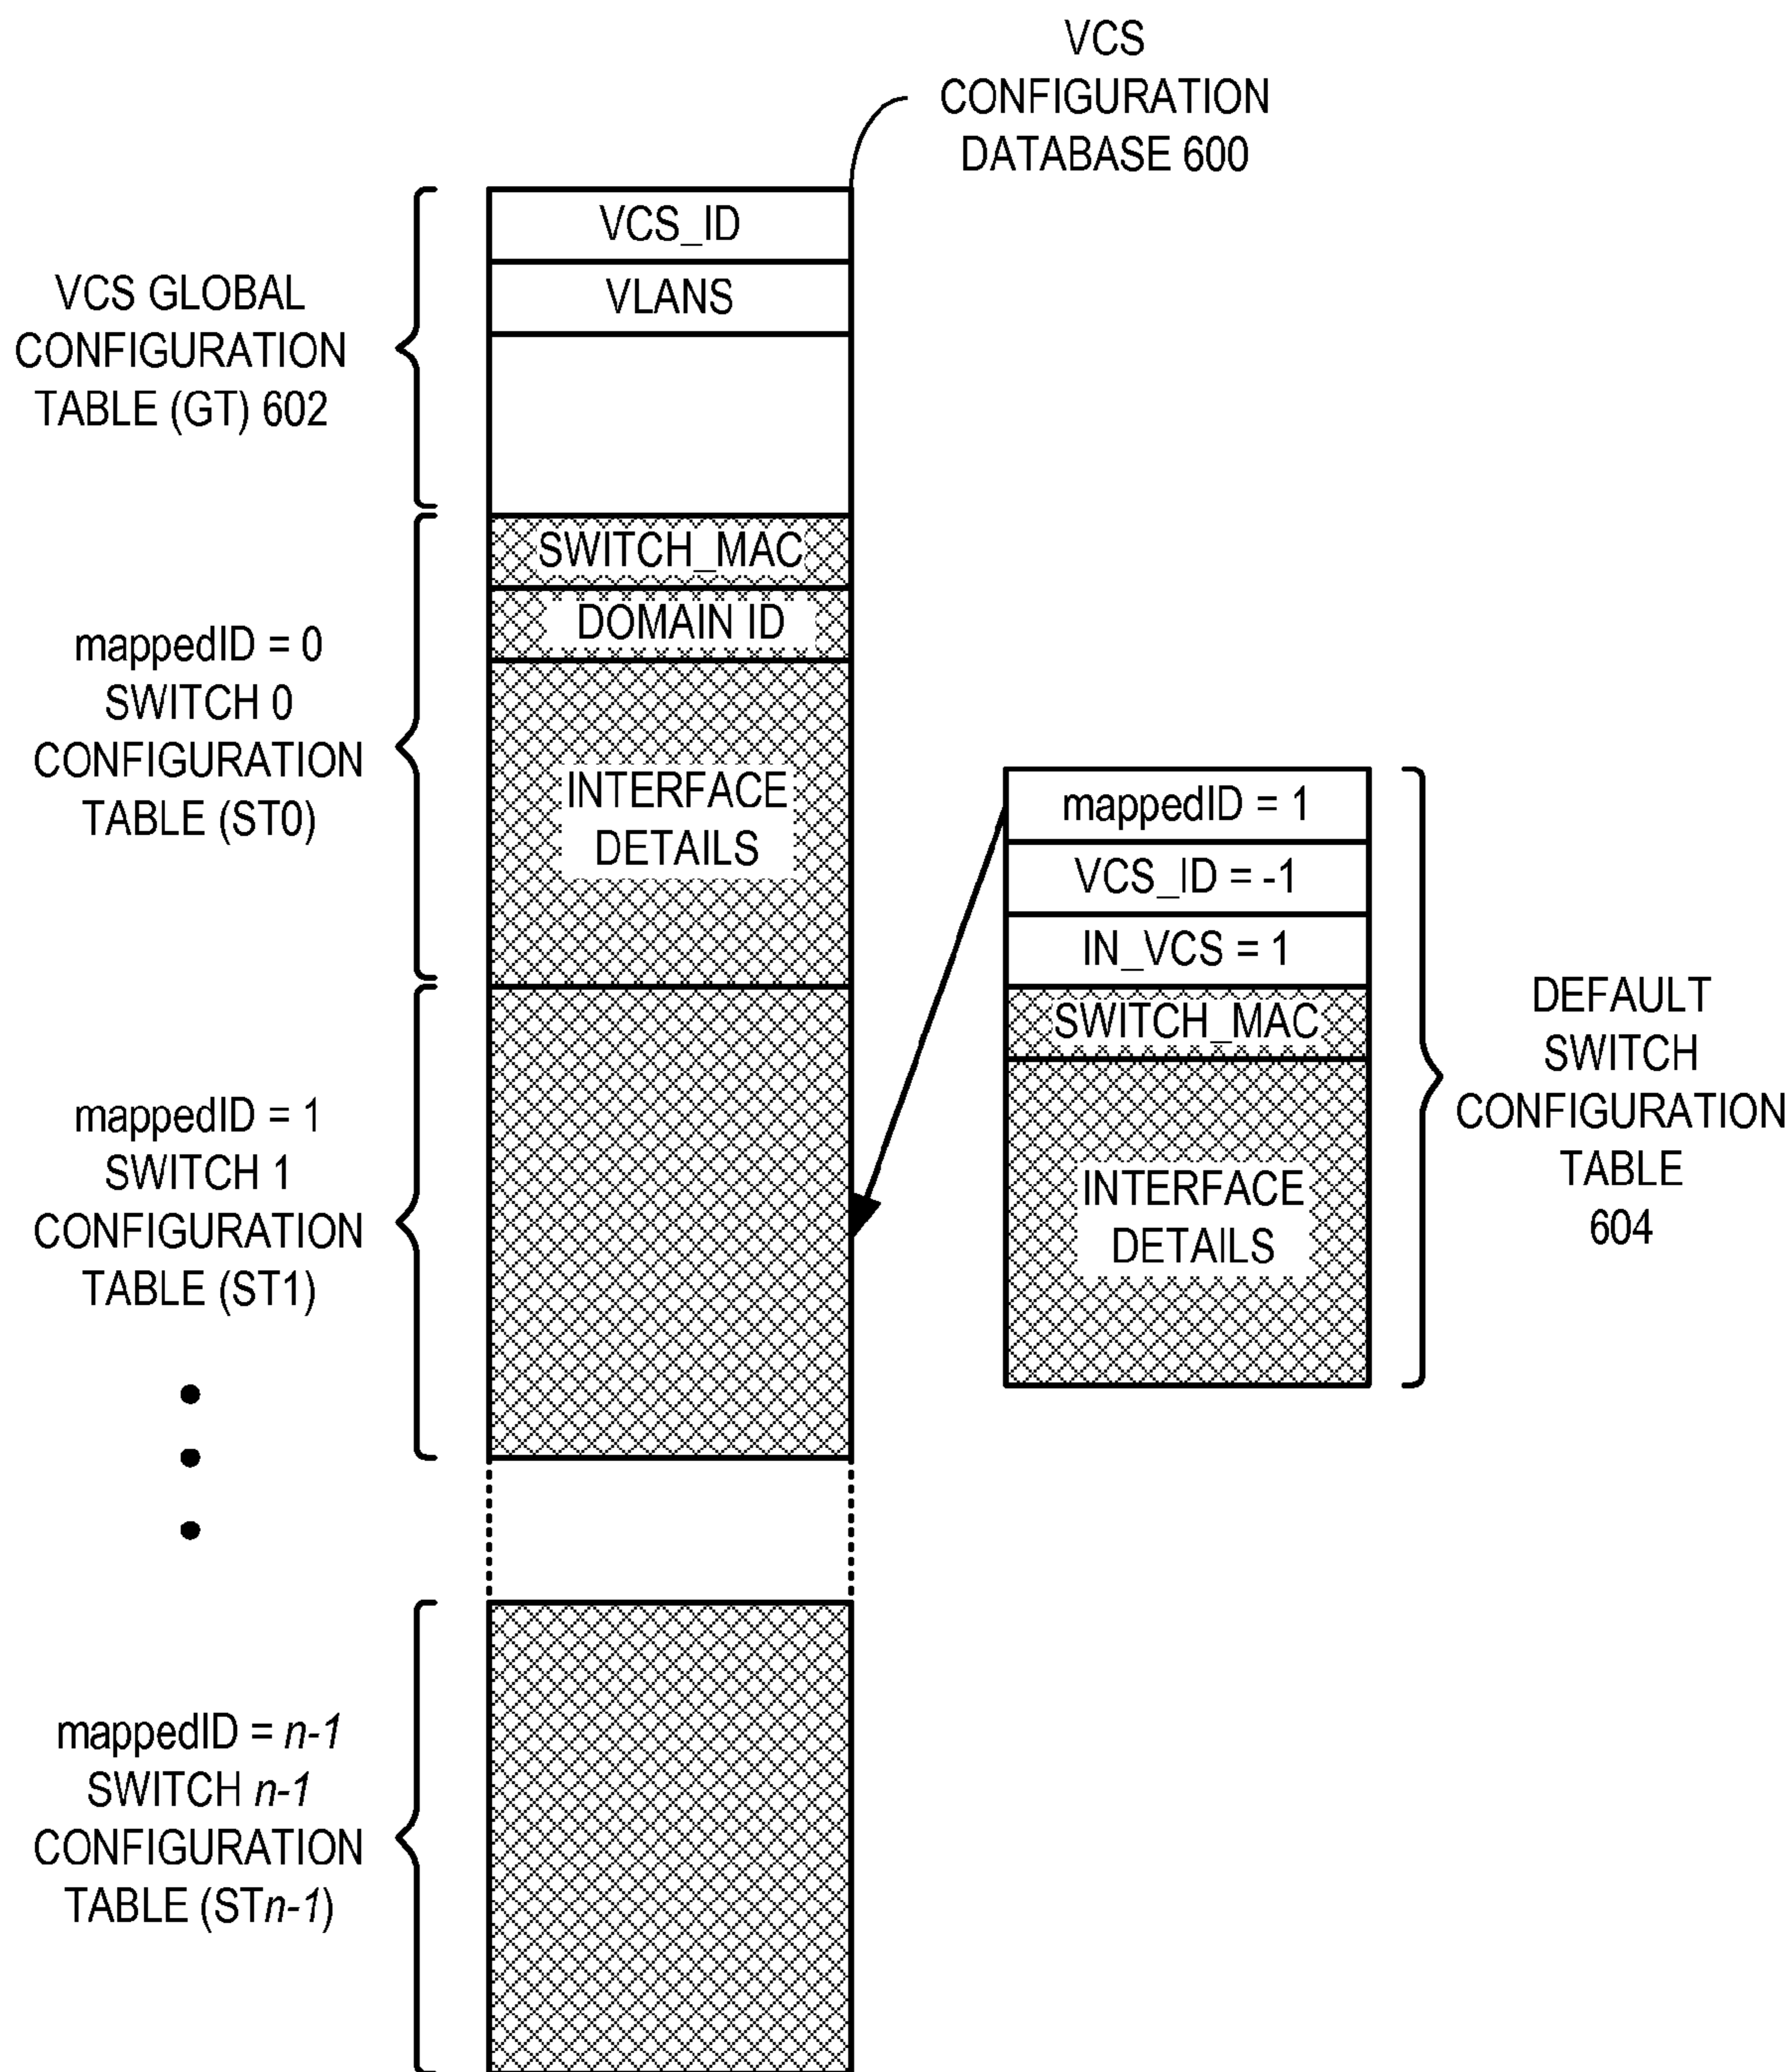 VCS
CONFIGURATION
DATABASE 600
VCS GLOBAL
CONFIGURATION
TABLE (GT) 602
VCS_ID
VLANS
mappedID = 0
SWITCH 0
CONFIGURATION
TABLE (ST0)
SWITCH_MAC
DOMAIN ID
INTERFACE
DETAILS
mappedID = 1
SWITCH 1
CONFIGURATION
TABLE (ST1)
mappedID = 1
VCS_ID = -1
IN_VCS = 1
SWITCH_MAC
INTERFACE
DETAILS
DEFAULT
SWITCH
CONFIGURATION
TABLE
604
mappedID = n-1
SWITCH n-1
CONFIGURATION
TABLE (STn-1)